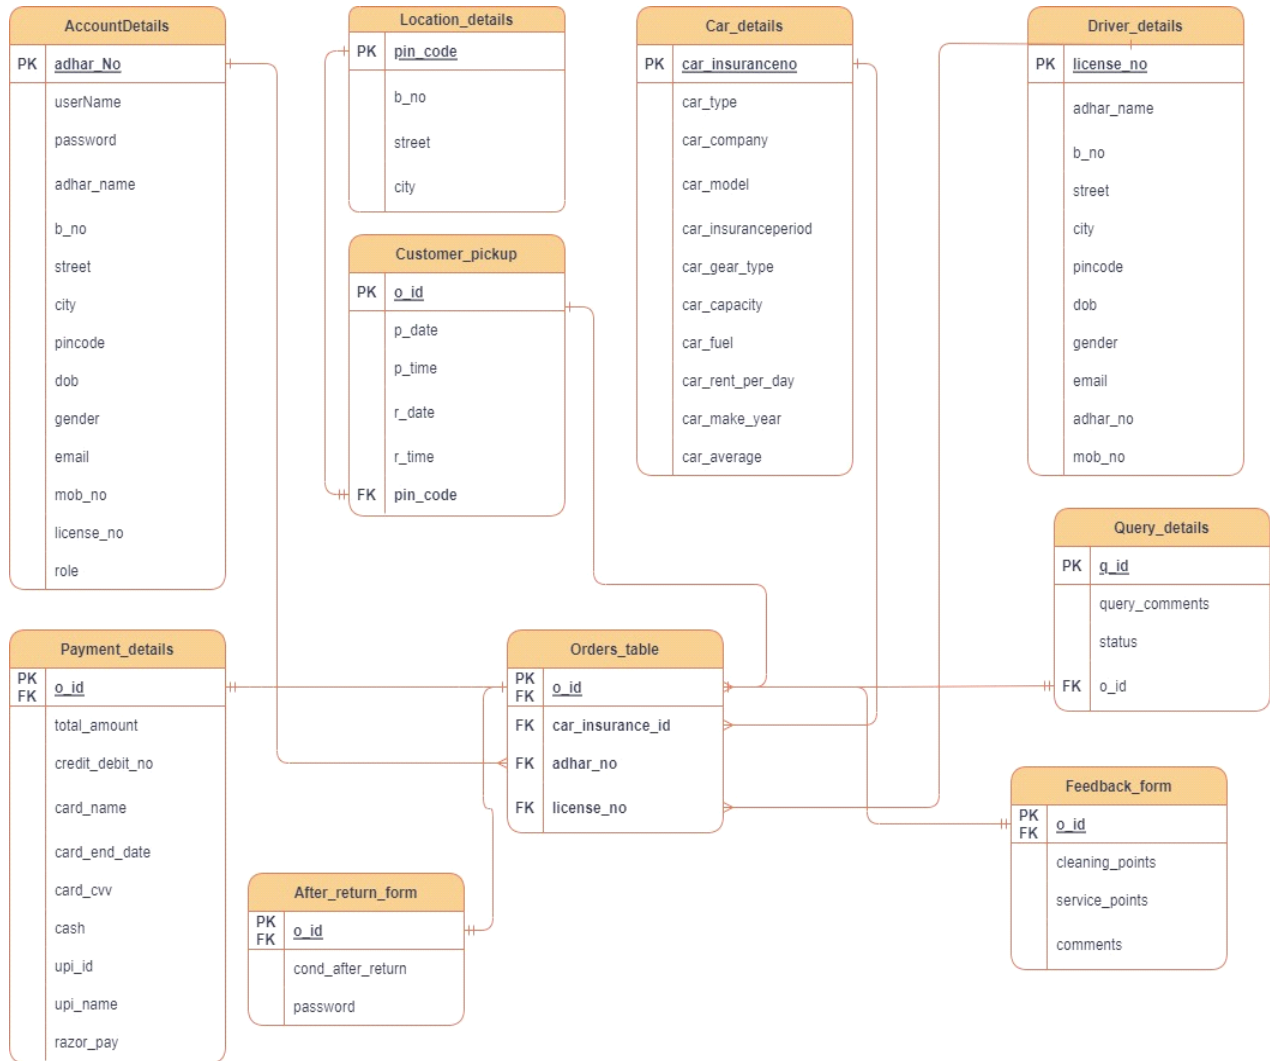 AccountDetails
PK adhar_No
userName
password
adhar_name
b_no
street
city
pincode
dob
gender
email
mob_no
license_no
role
Location_details
PK pin_code
b_no
street
city
Customer_pickup
PK o_id
p_date
p_time
r_date
r_time
FK pin_code
Car_details
PK car_insuranceno
car_type
car_company
car_model
car_insuranceperiod
car_gear_type
car_capacity
car_fuel
car_rent_per_day
car_make_year
car_average
Driver_details
PK license_no
adhar_name
b_no
street
city
pincode
dob
gender
email
adhar_no
mob_no
Query_details
PK q_id
query_comments
status
FK o_id
Payment_details
PK
FK o_id
total_amount
credit_debit_no
card_name
card_end_date
card_cvv
cash
upi_id
upi_name
razor_pay
Orders_table
PK
FK o_id
FK car_insurance_id
FK adhar_no
FK license_no
After_return_form
PK
FK o_id
cond_after_return
password
Feedback_form
PK
FK o_id
cleaning_points
service_points
comments